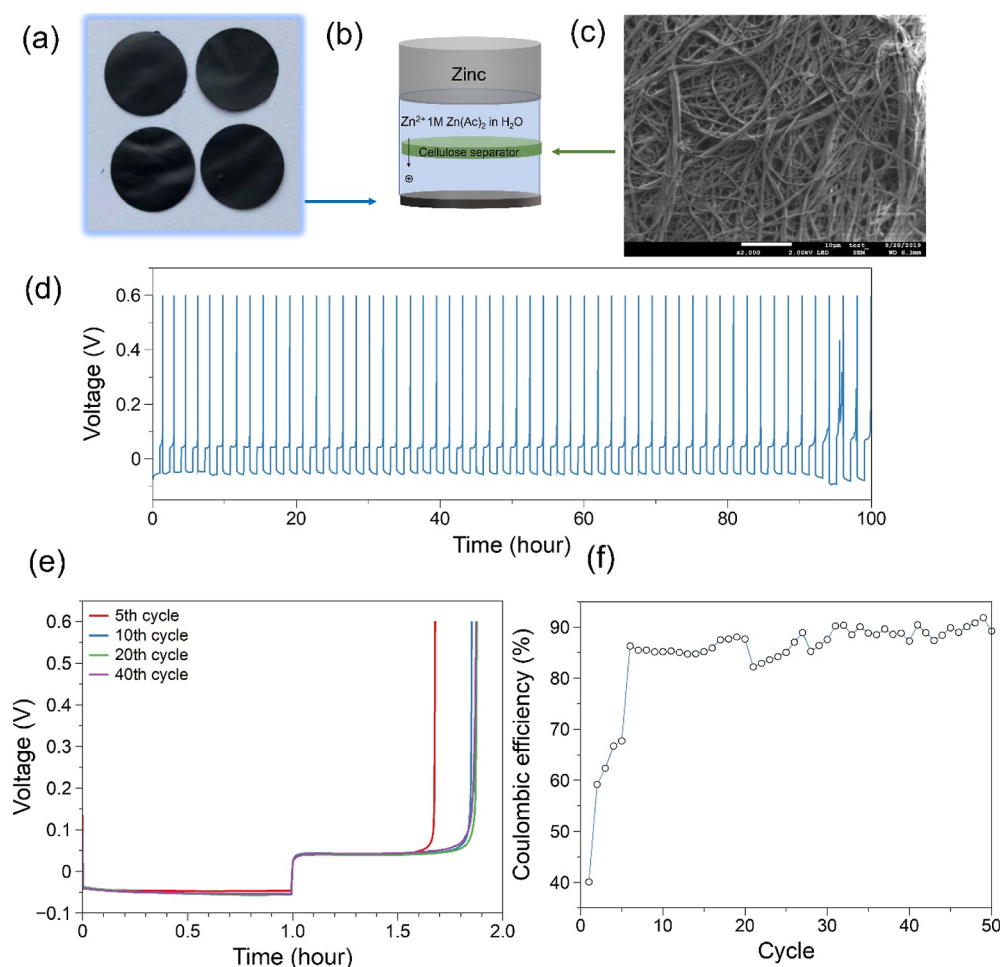 (a)
(b)
(c)
Zinc
Zn²⁺ 1M Zn(Ac)₂ in H₂O
Cellulose separator
⊕
10μm test_ 8/28/2019
x2,000 2.00kV LED SEM WD 6.3mm
(d)
Voltage (V)
0.6
0.4
0.2
0
0 20 40 60 80 100
Time (hour)
(e)
Voltage (V)
0.6
0.5
0.4
0.3
0.2
0.1
0
−0.1
5th cycle
10th cycle
20th cycle
40th cycle
0 0.5 1.0 1.5 2.0
Time (hour)
(f)
Coulombic efficiency (%)
90
80
70
60
50
40
0 10 20 30 40 50
Cycle